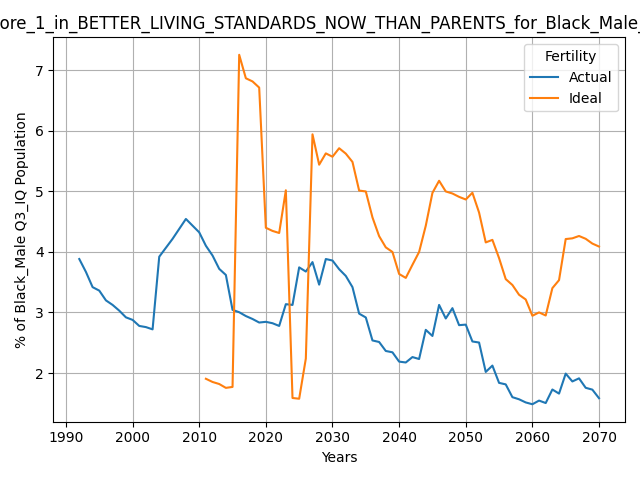 ore_1_in_BETTER_LIVING_STANDARDS_NOW_THAN_PARENTS_for_Black_Male_
Fertility
Actual
Ideal
% of Black_Male Q3_IQ Population
7
6
5
4
3
2
1990 2000 2010 2020 2030 2040 2050 2060 2070
Years